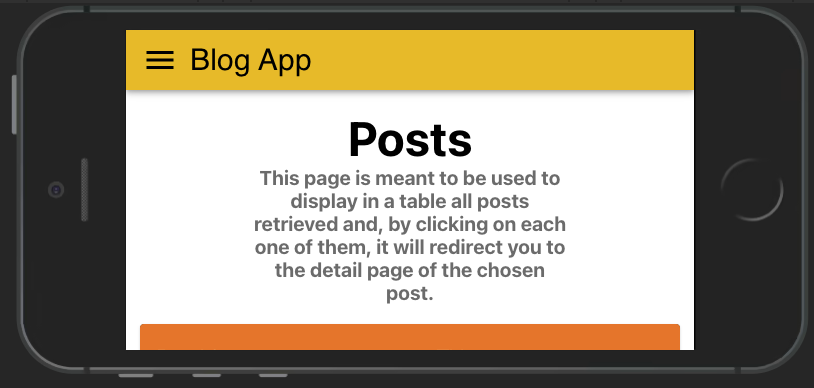 Blog App
Posts
This page is meant to be used to
display in a table all posts
retrieved and, by clicking on each
one of them, it will redirect you to
the detail page of the chosen
post.